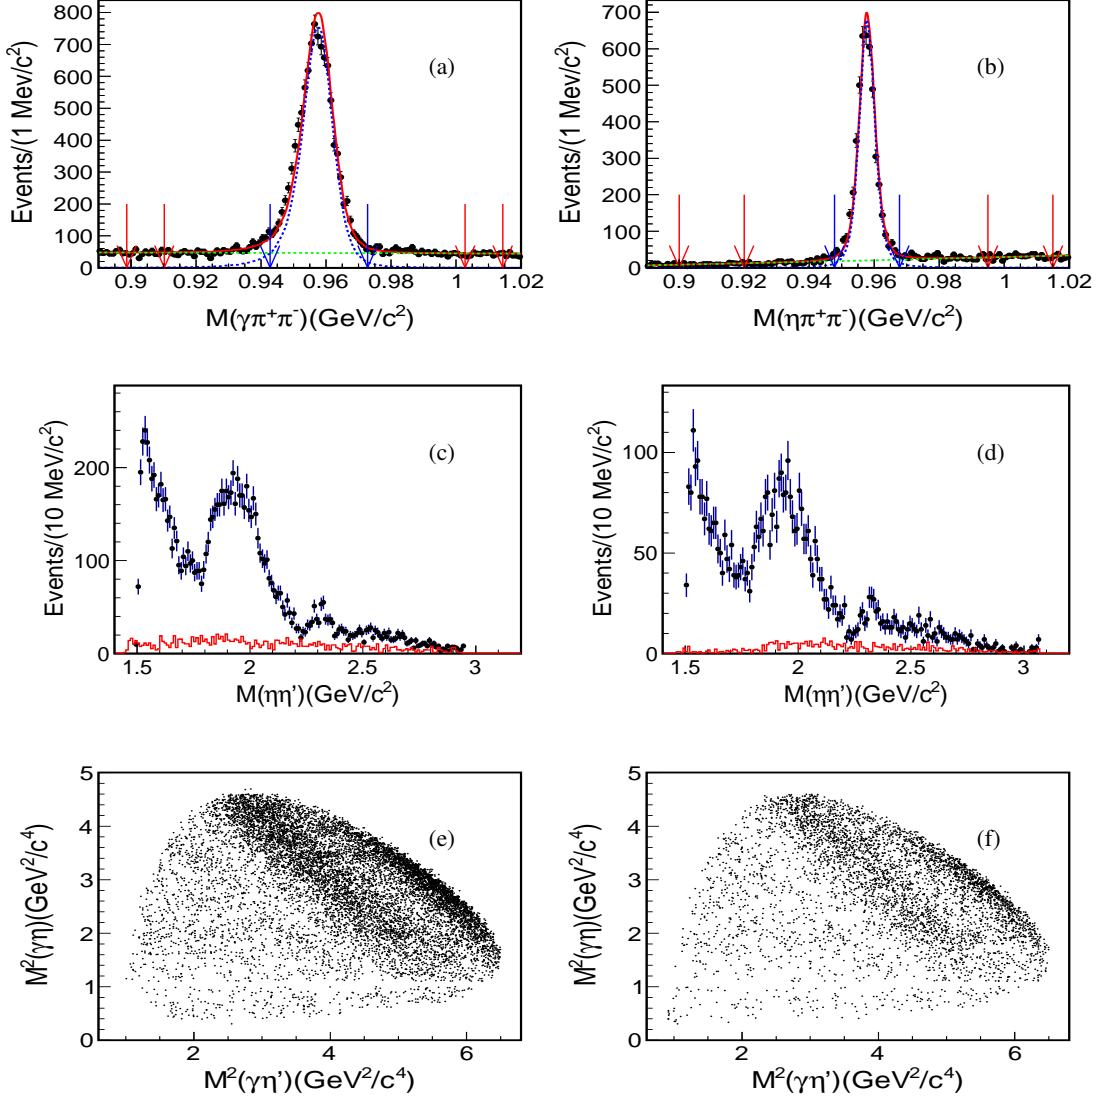 Events/(1 Mev/c²)
800
700
600
500
400
300
200
100
0
(a)
0.9 0.92 0.94 0.96 0.98 1 1.02
M(γπ⁺π⁻)(GeV/c²)
Events/(1 Mev/c²)
700
600
500
400
300
200
100
0
(b)
0.9 0.92 0.94 0.96 0.98 1 1.02
M(ηπ⁺π⁻)(GeV/c²)
Events/(10 MeV/c²)
200
100
0
(c)
1.5 2 2.5 3
M(ηη')(GeV/c²)
Events/(10 MeV/c²)
100
50
0
(d)
1.5 2 2.5 3
M(ηη')(GeV/c²)
M²(γη)(GeV²/c⁴)
5
4
3
2
1
0
(e)
2 4 6
M²(γη')(GeV²/c⁴)
M²(γη)(GeV²/c⁴)
5
4
3
2
1
0
(f)
2 4 6
M²(γη')(GeV²/c⁴)